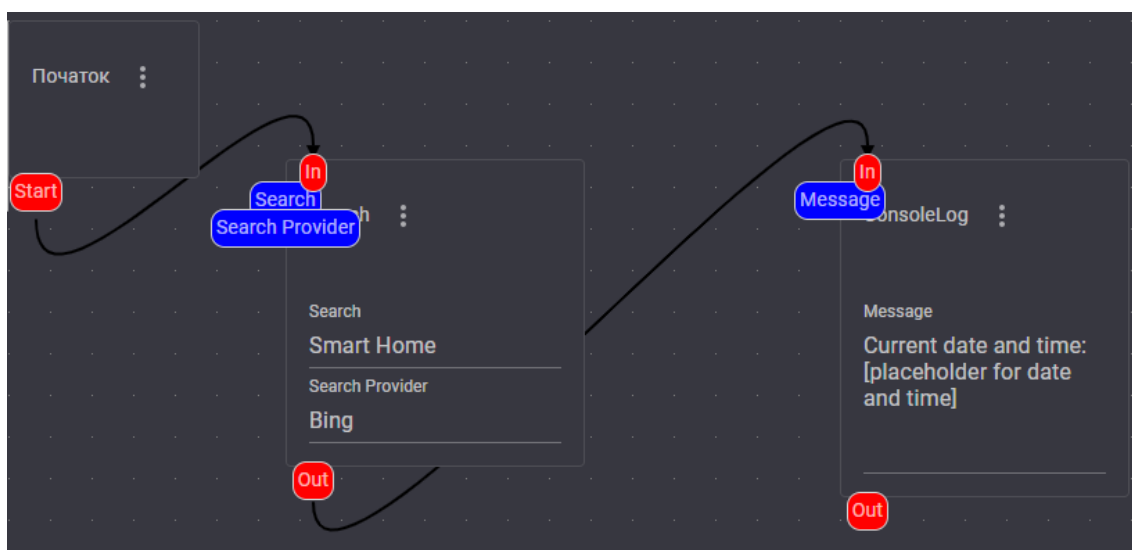 Початок
Start
In
Search
Search Provider
Search
Smart Home
Search Provider
Bing
Out
In
Message
ConsoleLog
Message
Current date and time:
[placeholder for date
and time]
Out